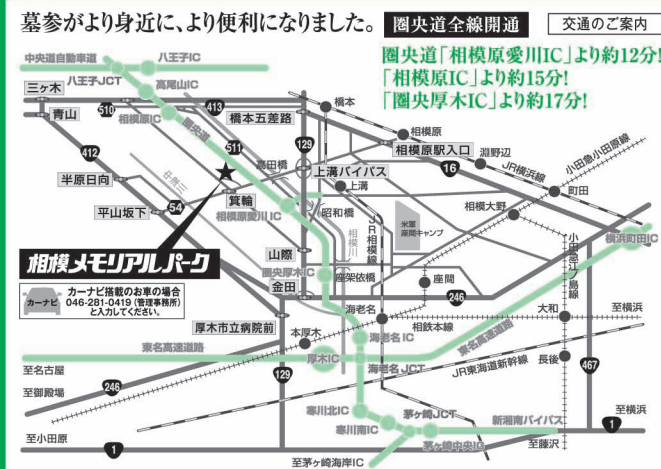 墓参がより身近に、より便利になりました。 圏央道全線開通 交通のご案内
圏央道「相模原愛川IC」より約12分!
「相模原IC」より約15分!
「圏央厚木IC」より約17分!
中央道自動車道
八王子IC
八王子JCT
高尾山IC
三ヶ木
青山
510
413
相模原IC
圏央道
橋本五差路
橋本
相模原
相模原駅入口
淵野辺
JR横浜線
小田急小田原線
412
511
高田橋
129
上溝バイパス
上溝
16
町田
半原日向
箕輪
54
平山坂下
相模原愛川IC
昭和橋
相模川
JR相模線
米軍
座間キャンプ
相模大野
小田急江ノ島線
横浜町田IC
相模メモリアルパーク
山際
圏央厚木IC
座架依橋
座間
カーナビ
カーナビ搭載のお車の場合
046-281-0419(管理事務所)
と入力してください。
金田
246
海老名
厚木市立病院前
本厚木
相鉄本線
大和
至横浜
東名高速道路
厚木IC
海老名IC
海老名JCT
東名高速道路
至名古屋
JR東海道新幹線
長後
至御殿場
246
129
467
寒川北IC
茅ヶ崎JCT
新湘南バイパス
至横浜
寒川南IC
茅ヶ崎中央IC
至小田原
1
1
至藤沢
至茅ヶ崎海岸IC